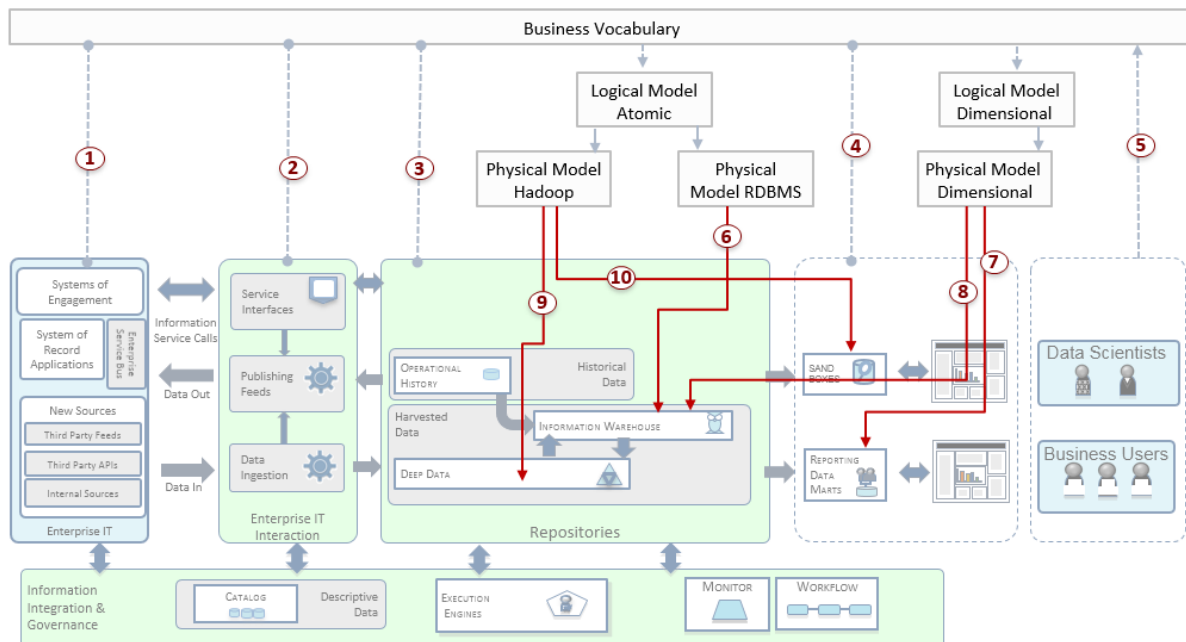 Business Vocabulary
Logical Model
Atomic
Logical Model
Dimensional
1
2
3
4
5
Physical Model
Hadoop
Physical
Model RDBMS
Physical Model
Dimensional
6
7
8
9
10
Systems of
Engagement
System of
Record
Applications
Enterprise
Service Bus
New Sources
Third Party Feeds
Third Party APIs
Internal Sources
Enterprise IT
Information
Service Calls
Data Out
Data In
Service
Interfaces
Publishing
Feeds
Data
Ingestion
Enterprise IT
Interaction
Operational
History
Historical
Data
Harvested
Data
Information Warehouse
Deep Data
Repositories
Sand
Boxes
Reporting
Data
Marts
Data Scientists
Business Users
Information
Integration &
Governance
Catalog
Descriptive
Data
Execution
Engines
Monitor
Workflow